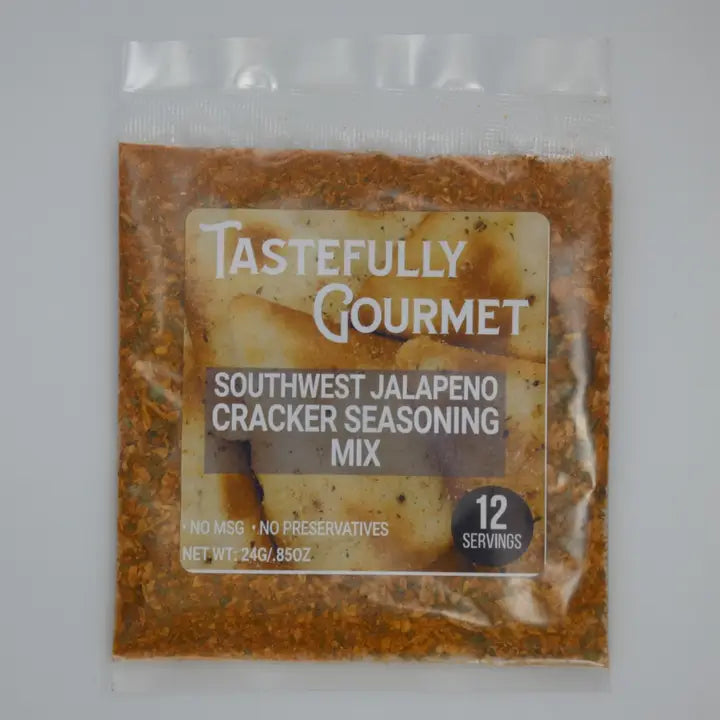 TASTEFULLY
GOURMET
SOUTHWEST JALAPENO
CRACKER SEASONING
MIX
12
SERVINGS
• NO MSG • NO PRESERVATIVES
NET WT: 24G/.85OZ